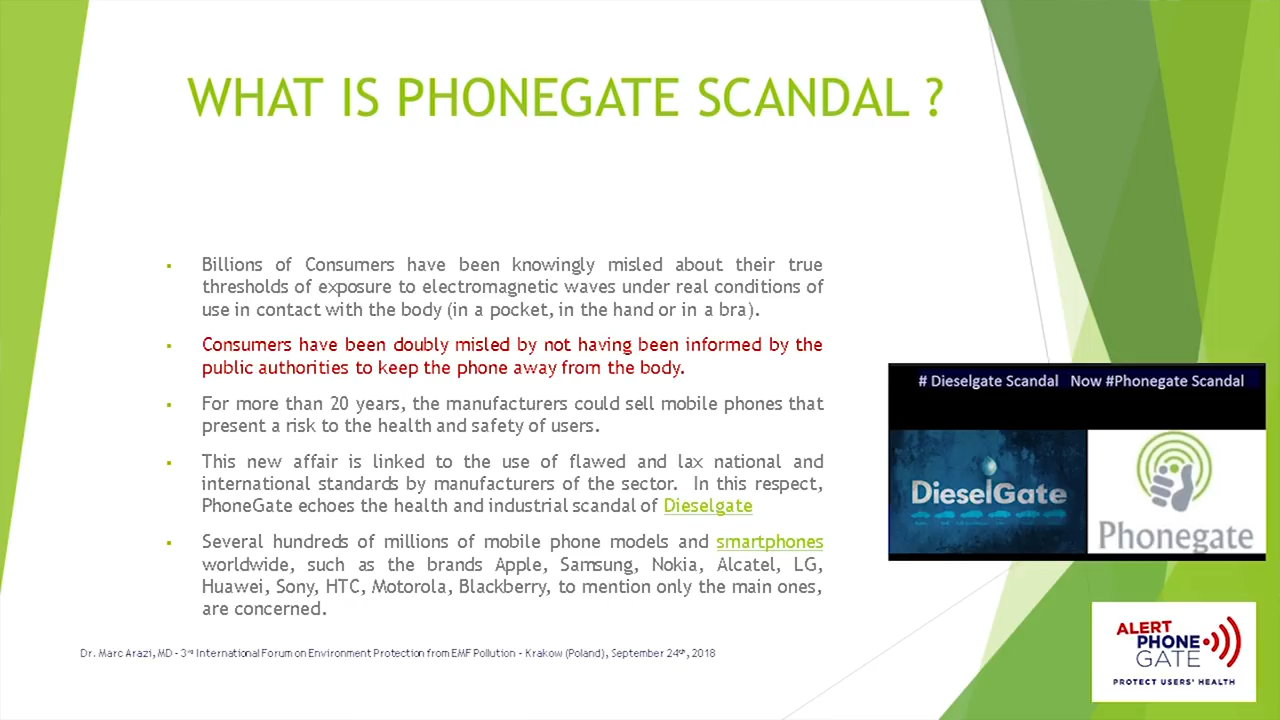 WHAT IS PHONEGATE SCANDAL ?
▪ Billions of Consumers have been knowingly misled about their true
thresholds of exposure to electromagnetic waves under real conditions of
use in contact with the body (in a pocket, in the hand or in a bra).
▪ Consumers have been doubly misled by not having been informed by the
public authorities to keep the phone away from the body.
▪ For more than 20 years, the manufacturers could sell mobile phones that
present a risk to the health and safety of users.
▪ This new affair is linked to the use of flawed and lax national and
international standards by manufacturers of the sector. In this respect,
PhoneGate echoes the health and industrial scandal of Dieselgate
▪ Several hundreds of millions of mobile phone models and smartphones
worldwide, such as the brands Apple, Samsung, Nokia, Alcatel, LG,
Huawei, Sony, HTC, Motorola, Blackberry, to mention only the main ones,
are concerned.
# Dieselgate Scandal Now #Phonegate Scandal
DieselGate
Phonegate
ALERT
PHONE
GATE
PROTECT USERS' HEALTH
Dr. Marc Arazi, MD - 3rd International Forum on Environment Protection from EMF Pollution - Krakow (Poland), September 24th, 2018